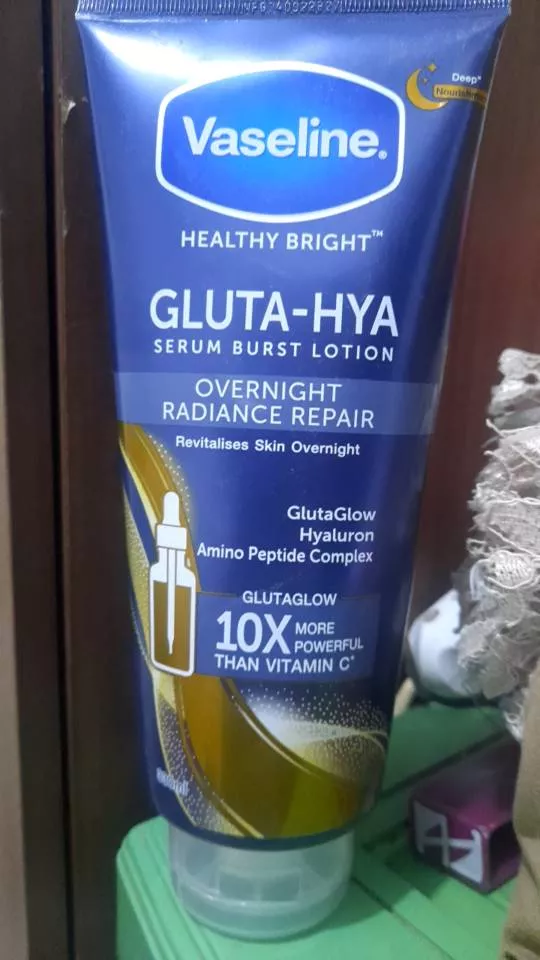 Deep*
Vaseline®
HEALTHY BRIGHT™
GLUTA-HYA
SERUM BURST LOTION
OVERNIGHT
RADIANCE REPAIR
Revitalises Skin Overnight
GlutaGlow
Hyaluron
Amino Peptide Complex
GLUTAGLOW
10X MORE
POWERFUL
THAN VITAMIN C*